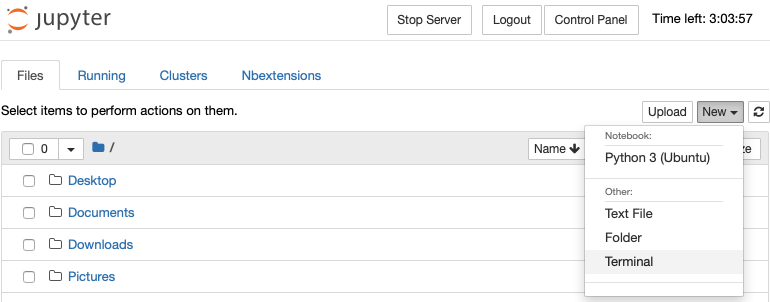 jupyter
Stop Server Logout Control Panel Time left: 3:03:57
Files Running Clusters Nbextensions
Select items to perform actions on them.
Upload New
0 / Name ze
Notebook:
Python 3 (Ubuntu)
Desktop
Other:
Documents Text File
Folder
Downloads
Terminal
Pictures